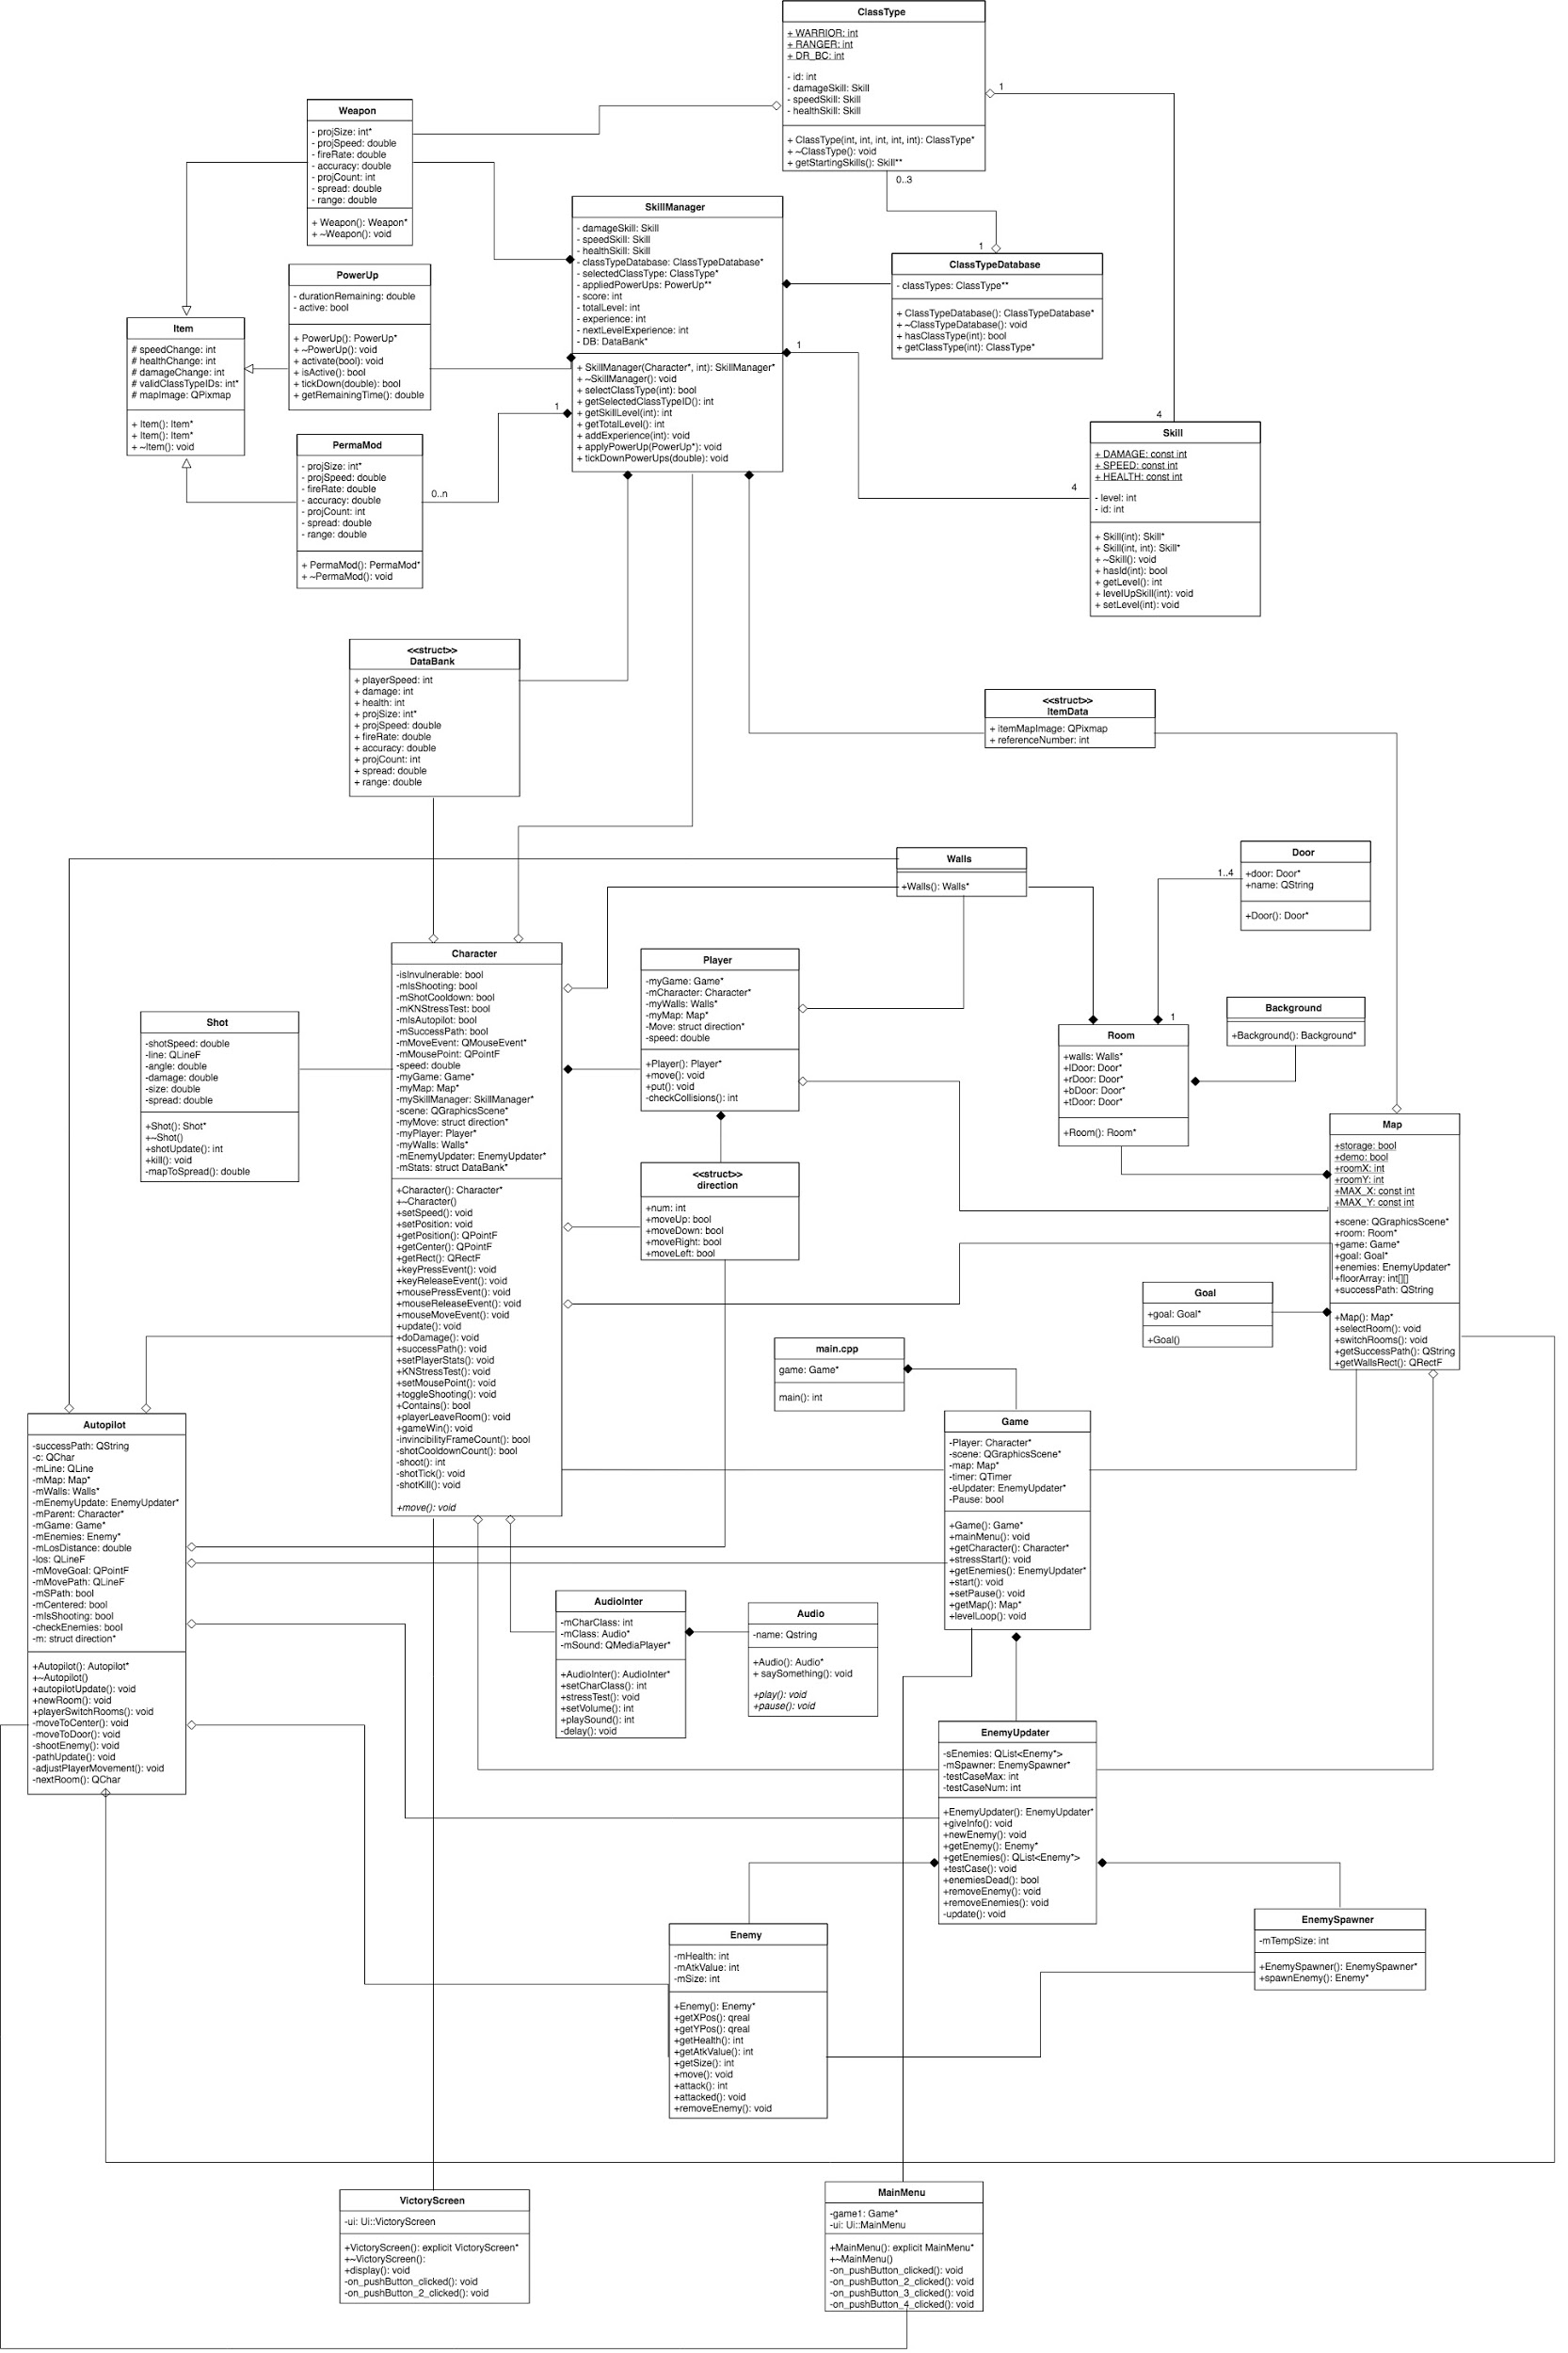 ClassType
+ WARRIOR: int
+ RANGER: int
+ DR_BC: int
- id: int
- damageSkill: Skill
- speedSkill: Skill
- healthSkill: Skill
+ ClassType(int, int, int, int, int): ClassType*
+ ~ClassType(): void
+ getStartingSkills(): Skill**
1
0..3
Weapon
- projSize: int*
- projSpeed: double
- fireRate: double
- accuracy: double
- projCount: int
- spread: double
- range: double
+ Weapon(): Weapon*
+ ~Weapon(): void
SkillManager
- damageSkill: Skill
- speedSkill: Skill
- healthSkill: Skill
- classTypeDatabase: ClassTypeDatabase*
- selectedClassType: ClassType*
- appliedPowerUps: PowerUp**
- score: int
- totalLevel: int
- experience: int
- nextLevelExperience: int
- DB: DataBank*
+ SkillManager(Character*, int): SkillManager*
+ ~SkillManager(): void
+ selectClassType(int): bool
+ getSelectedClassTypeID(): int
+ getSkillLevel(int): int
+ getTotalLevel(): int
+ addExperience(int): void
+ applyPowerUp(PowerUp*): void
+ tickDownPowerUps(double): void
1
ClassTypeDatabase
- classTypes: ClassType**
+ ClassTypeDatabase(): ClassTypeDatabase*
+ ~ClassTypeDatabase(): void
+ hasClassType(int): bool
+ getClassType(int): ClassType*
PowerUp
- durationRemaining: double
- active: bool
+ PowerUp(): PowerUp*
+ ~PowerUp(): void
+ activate(bool): void
+ isActive(): bool
+ tickDown(double): bool
+ getRemainingTime(): double
Item
# speedChange: int
# healthChange: int
# damageChange: int
# validClassTypeIDs: int*
# mapImage: QPixmap
+ Item(): Item*
+ Item(): Item*
+ ~Item(): void
1
1
PermaMod
- projSize: int*
- projSpeed: double
- fireRate: double
- accuracy: double
- projCount: int
- spread: double
- range: double
+ PermaMod(): PermaMod*
+ ~PermaMod(): void
0..n
4
4
Skill
+ DAMAGE: const int
+ SPEED: const int
+ HEALTH: const int
- level: int
- id: int
+ Skill(int): Skill*
+ Skill(int, int): Skill*
+ ~Skill(): void
+ hasId(int): bool
+ getLevel(): int
+ levelUpSkill(int): void
+ setLevel(int): void
<<struct>>
DataBank
+ playerSpeed: int
+ damage: int
+ health: int
+ projSize: int*
+ projSpeed: double
+ fireRate: double
+ accuracy: double
+ projCount: int
+ spread: double
+ range: double
<<struct>>
ItemData
+ itemMapImage: QPixmap
+ referenceNumber: int
Walls
+Walls(): Walls*
Door
+door: Door*
+name: QString
+Door(): Door*
1..4
1
Character
-isInvulnerable: bool
-mIsShooting: bool
-mShotCooldown: bool
-mKNStressTest: bool
-mIsAutopilot: bool
-mSuccessPath: bool
-mMoveEvent: QMouseEvent*
-mMousePoint: QPointF
-speed: double
-myGame: Game*
-myMap: Map*
-mySkillManager: SkillManager*
-scene: QGraphicsScene*
-myMove: struct direction*
-myPlayer: Player*
-myWalls: Walls*
-mEnemyUpdater: EnemyUpdater*
-mStats: struct DataBank*
+Character(): Character*
+~Character()
+setSpeed(): void
+setPosition: void
+getPosition(): QPointF
+getCenter(): QPointF
+getRect(): QRectF
+keyPressEvent(): void
+keyReleaseEvent(): void
+mousePressEvent(): void
+mouseReleaseEvent(): void
+mouseMoveEvent(): void
+update(): void
+doDamage(): void
+successPath(): void
+setPlayerStats(): void
+KNStressTest(): void
+setMousePoint(): void
+toggleShooting(): void
+Contains(): bool
+playerLeaveRoom(): void
+gameWin(): void
-invincibilityFrameCount(): bool
-shotCooldownCount(): bool
-shoot(): int
-shotTick(): void
-shotKill(): void
+move(): void
Player
-myGame: Game*
-mCharacter: Character*
-myWalls: Walls*
-myMap: Map*
-Move: struct direction*
-speed: double
+Player(): Player*
+move(): void
+put(): void
-checkCollisions(): int
Shot
-shotSpeed: double
-line: QLineF
-angle: double
-damage: double
-size: double
-spread: double
+Shot(): Shot*
+~Shot()
+shotUpdate(): int
+kill(): void
-mapToSpread(): double
<<struct>>
direction
+num: int
+moveUp: bool
+moveDown: bool
+moveRight: bool
+moveLeft: bool
Room
+walls: Walls*
+lDoor: Door*
+rDoor: Door*
+bDoor: Door*
+tDoor: Door*
+Room(): Room*
Background
+Background(): Background*
Map
+storage: bool
+demo: bool
+roomX: int
+roomY: int
+MAX_X: const int
+MAX_Y: const int
+scene: QGraphicsScene*
+room: Room*
+game: Game*
+goal: Goal*
+enemies: EnemyUpdater*
+floorArray: int[][]
+successPath: QString
+Map(): Map*
+selectRoom(): void
+switchRooms(): void
+getSuccessPath(): QString
+getWallsRect(): QRectF
Goal
+goal: Goal*
+Goal()
main.cpp
game: Game*
main(): int
Autopilot
-successPath: QString
-c: QChar
-mLine: QLine
-mMap: Map*
-mWalls: Walls*
-mEnemyUpdate: EnemyUpdater*
-mParent: Character*
-mGame: Game*
-mEnemies: Enemy*
-mLosDistance: double
-los: QLineF
-mMoveGoal: QPointF
-mMovePath: QLineF
-mSPath: bool
-mCentered: bool
-mIsShooting: bool
-checkEnemies: bool
-m: struct direction*
+Autopilot(): Autopilot*
+~Autopilot()
+autopilotUpdate(): void
+newRoom(): void
+playerSwitchRooms(): void
-moveToCenter(): void
-moveToDoor(): void
-shootEnemy(): void
-pathUpdate(): void
-adjustPlayerMovement(): void
-nextRoom(): QChar
Game
-Player: Character*
-scene: QGraphicsScene*
-map: Map*
-timer: QTimer
-eUpdater: EnemyUpdater*
-Pause: bool
+Game(): Game*
+mainMenu(): void
+getCharacter(): Character*
+stressStart(): void
+getEnemies(): EnemyUpdater*
+start(): void
+setPause(): void
+getMap(): Map*
+levelLoop(): void
AudioInter
-mCharClass: int
-mClass: Audio*
-mSound: QMediaPlayer*
+AudioInter(): AudioInter*
+setCharClass(): int
+stressTest(): void
+setVolume(): int
+playSound(): int
-delay(): void
Audio
-name: Qstring
+Audio(): Audio*
+ saySomething(): void
+play(): void
+pause(): void
EnemyUpdater
-sEnemies: QList<Enemy*>
-mSpawner: EnemySpawner*
-testCaseMax: int
-testCaseNum: int
+EnemyUpdater(): EnemyUpdater*
+giveInfo(): void
+newEnemy(): void
+getEnemy(): Enemy*
+getEnemies(): QList<Enemy*>
+testCase(): void
+enemiesDead(): bool
+removeEnemy(): void
+removeEnemies(): void
-update(): void
Enemy
-mHealth: int
-mAtkValue: int
-mSize: int
+Enemy(): Enemy*
+getXPos(): qreal
+getYPos(): qreal
+getHealth(): int
+getAtkValue(): int
+getSize(): int
+move(): void
+attack(): int
+attacked(): void
+removeEnemy(): void
EnemySpawner
-mTempSize: int
+EnemySpawner(): EnemySpawner*
+spawnEnemy(): Enemy*
VictoryScreen
-ui: Ui::VictoryScreen
+VictoryScreen(): explicit VictoryScreen*
+~VictoryScreen():
+display(): void
-on_pushButton_clicked(): void
-on_pushButton_2_clicked(): void
MainMenu
-game1: Game*
-ui: Ui::MainMenu
+MainMenu(): explicit MainMenu*
+~MainMenu()
-on_pushButton_clicked(): void
-on_pushButton_2_clicked(): void
-on_pushButton_3_clicked(): void
-on_pushButton_4_clicked(): void